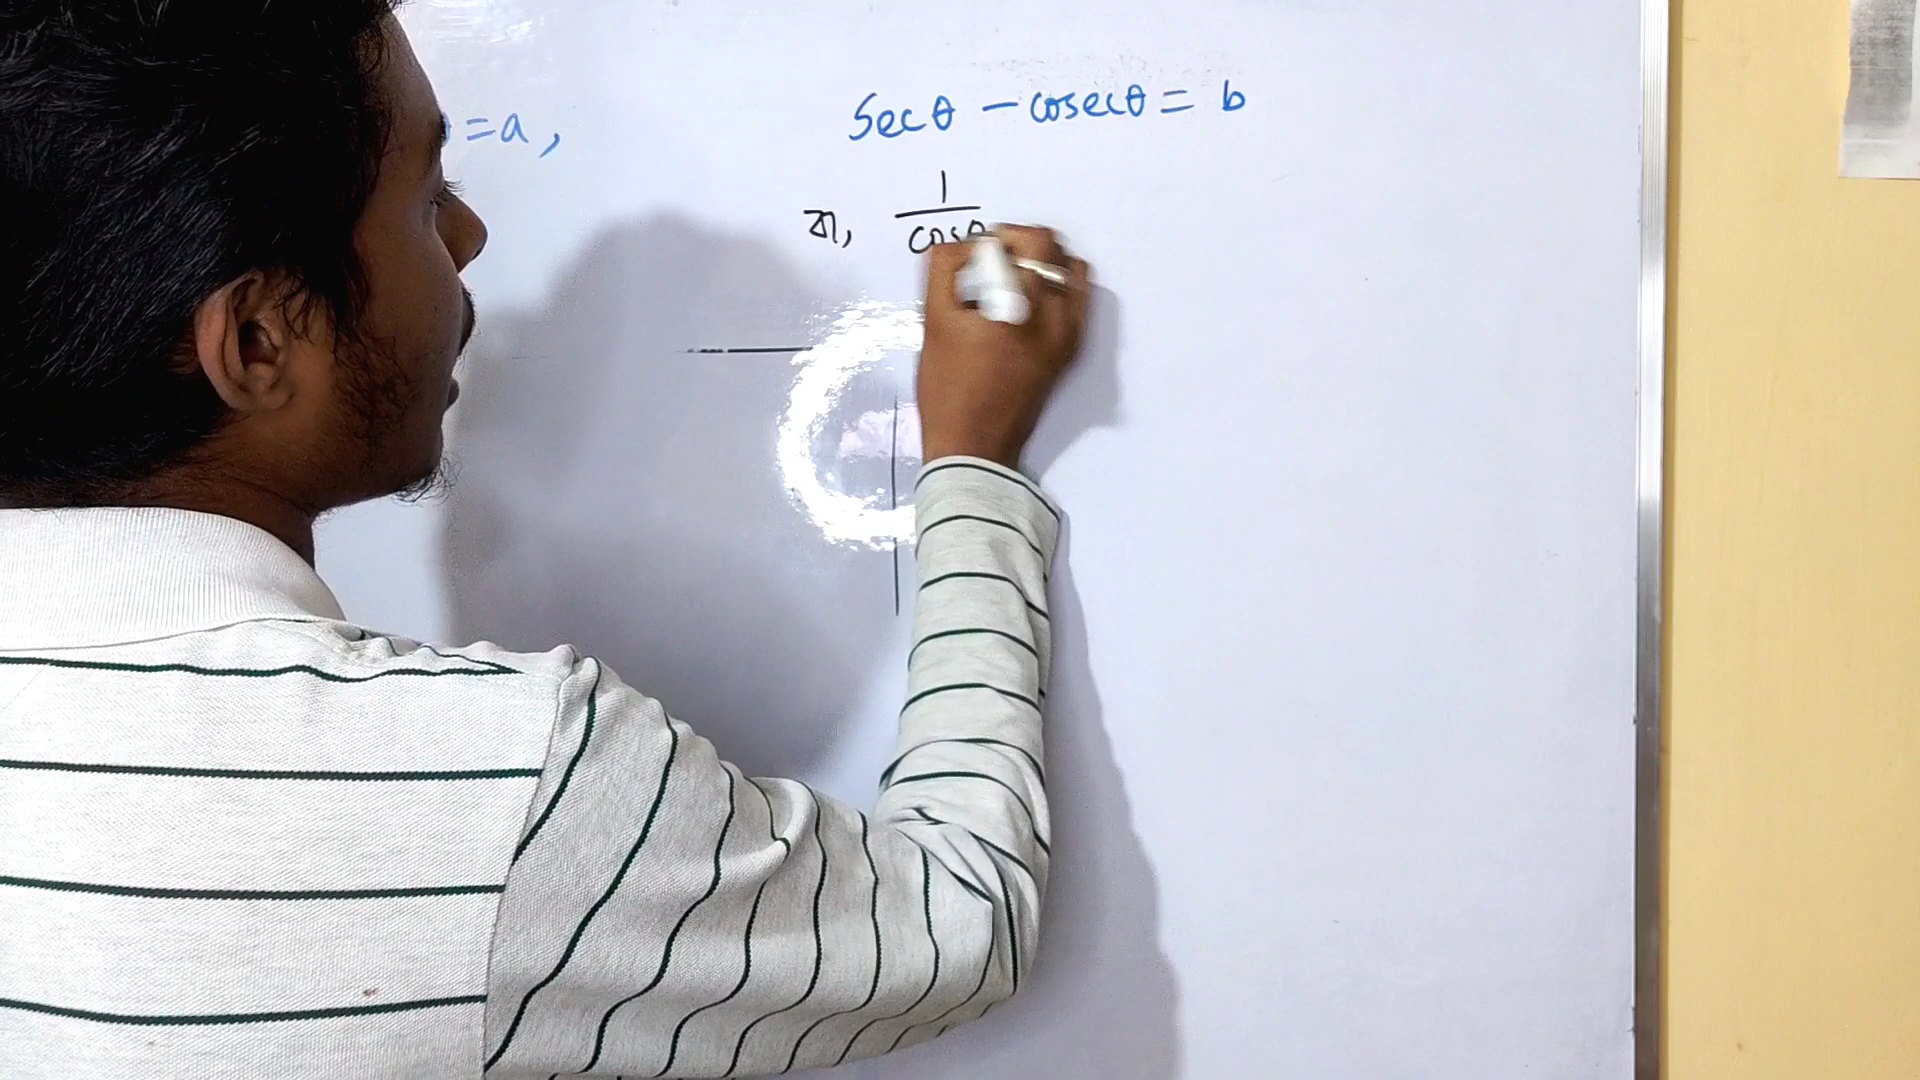 =a, secθ - cosecθ = b
বা, 1/cosθ